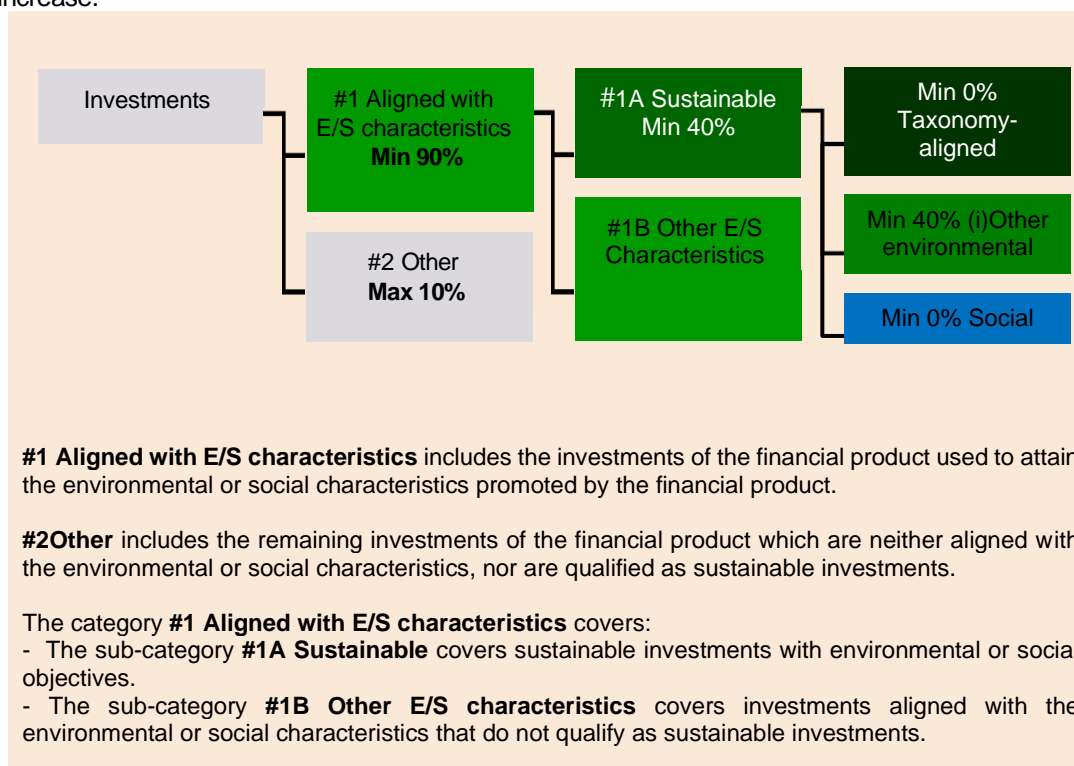 increase.
Investments
#1 Aligned with
E/S characteristics
Min 90%
#2 Other
Max 10%
#1A Sustainable
Min 40%
#1B Other E/S
Characteristics
Min 0%
Taxonomy-
aligned
Min 40% (i)Other
environmental
Min 0% Social
#1 Aligned with E/S characteristics includes the investments of the financial product used to attain
the environmental or social characteristics promoted by the financial product.
#2Other includes the remaining investments of the financial product which are neither aligned with
the environmental or social characteristics, nor are qualified as sustainable investments.
The category #1 Aligned with E/S characteristics covers:
- The sub-category #1A Sustainable covers sustainable investments with environmental or social
objectives.
- The sub-category #1B Other E/S characteristics covers investments aligned with the
environmental or social characteristics that do not qualify as sustainable investments.